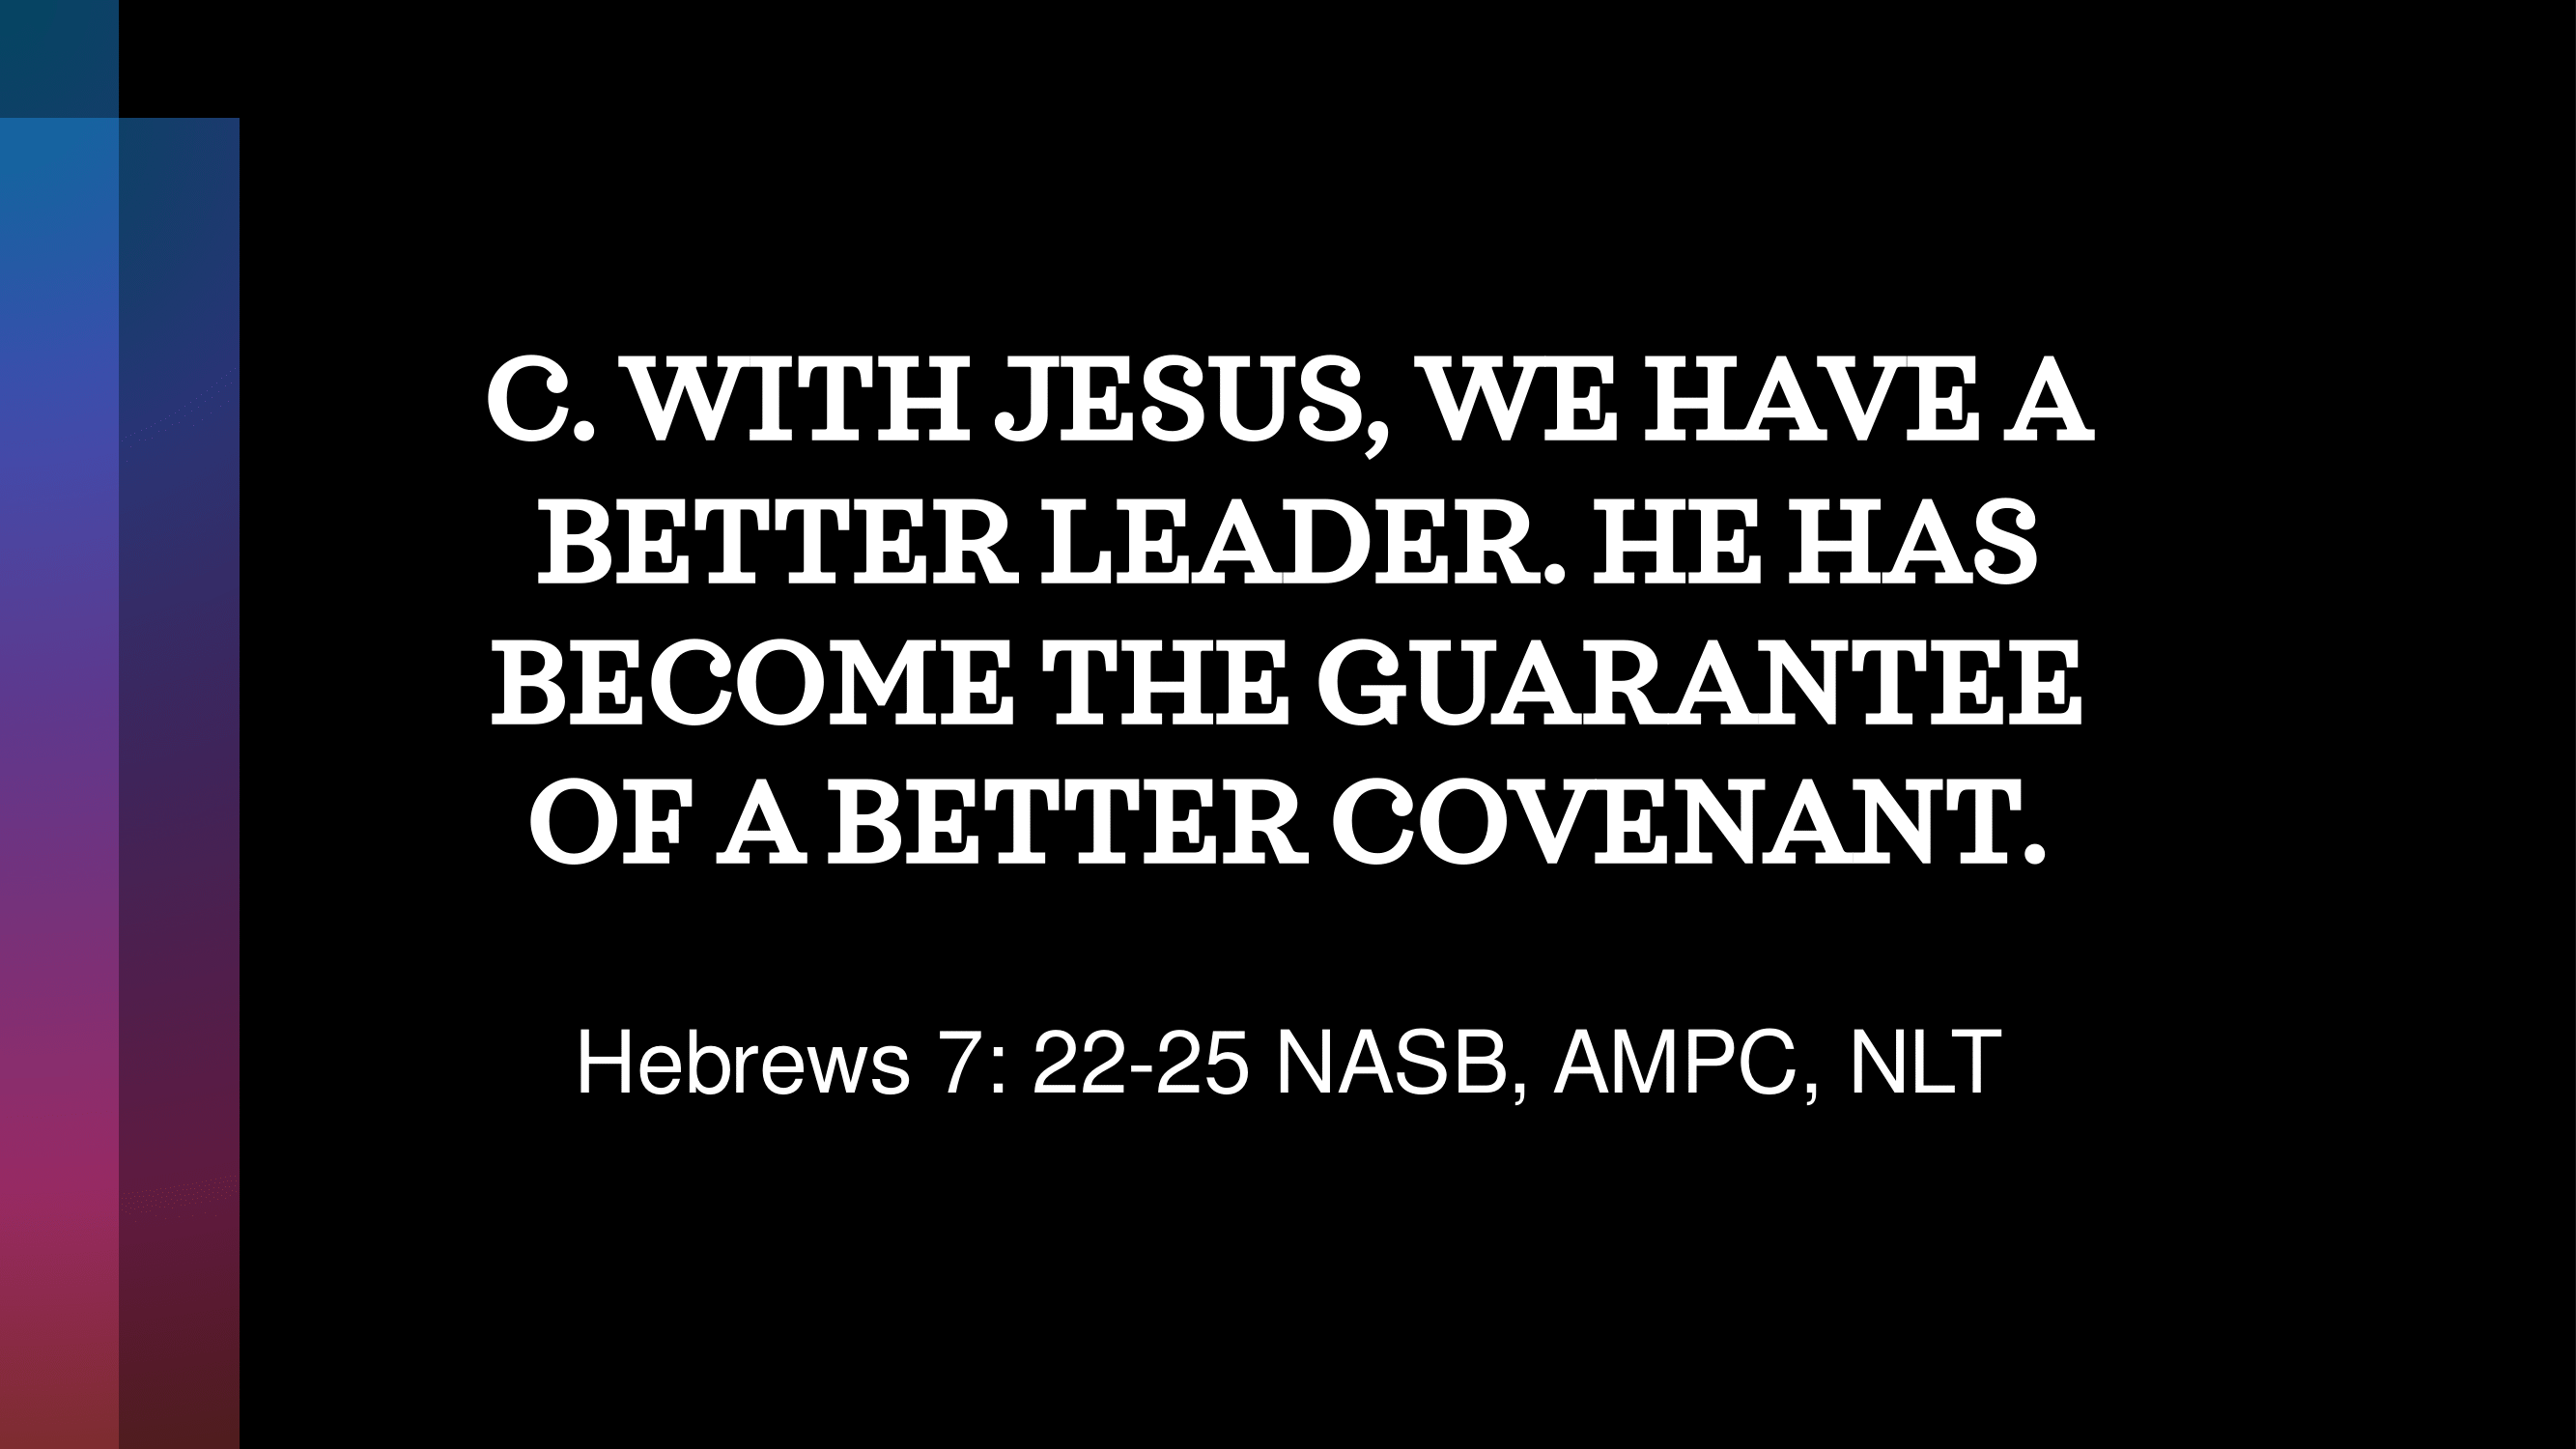 C. WITH JESUS, WE HAVE A
BETTER LEADER. HE HAS
BECOME THE GUARANTEE
OF A BETTER COVENANT.
Hebrews 7: 22-25 NASB, AMPC, NLT